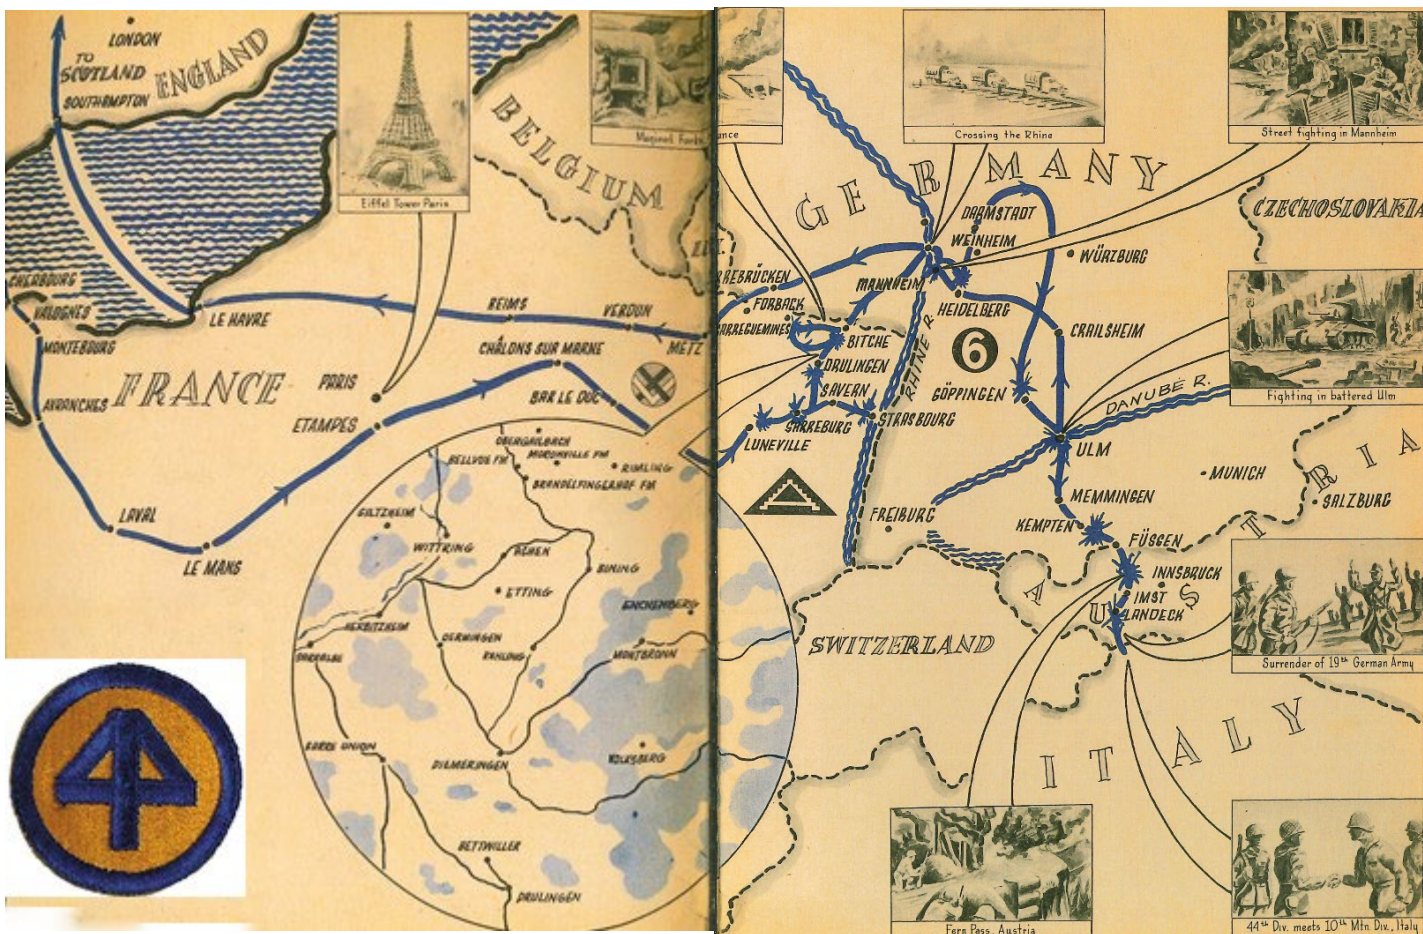 LONDON
TO
SCOTLAND
SOUTHAMPTON
ENGLAND
BELGIUM
Eiffel Tower Paris
CHERBOURG
VALOGNES
MONTEBOURG
AVRANCHES
LE HAVRE
REIMS
VERDUN
METZ
CHÂLONS SUR MARNE
FRANCE
PARIS
ETAMPES
BAR LE DUC
LAVAL
LE MANS
OBERGAILBACH
MORONVILLE FM
BELLVUE FM
RIMLING
BRANDELFINGERHOF FM
GILTZHEIM
WITTRING
ACHEN
BINING
ETTING
ENCHENBERG
HERBITZHEIM
OERMINGEN
KAHLING
MONTBRONN
SARRALBE
SARRE UNION
DIEMERINGEN
VOLKSBERG
BETTWILLER
DRULINGEN
Crossing the Rhine
Street fighting in Mannheim
GERMANY
CZECHOSLOVAKIA
DARMSTADT
WEINHEIM
WÜRZBURG
MANNHEIM
HEIDELBERG
FORBACH
BITCHE
CRAILSHEIM
6
RHINE R.
DRULINGEN
SAVERN
GÖPPINGEN
DANUBE R.
Fighting in battered Ulm
SARREBURG
STRASBOURG
LUNEVILLE
ULM
MUNICH
SALZBURG
MEMMINGEN
FREIBURG
KEMPTEN
FÜSSEN
INNSBRUCK
IMST
LANDECK
AUSTRIA
SWITZERLAND
Surrender of 19th German Army
ITALY
Fern Pass, Austria
44th Div. meets 10th Mtn Div., Italy